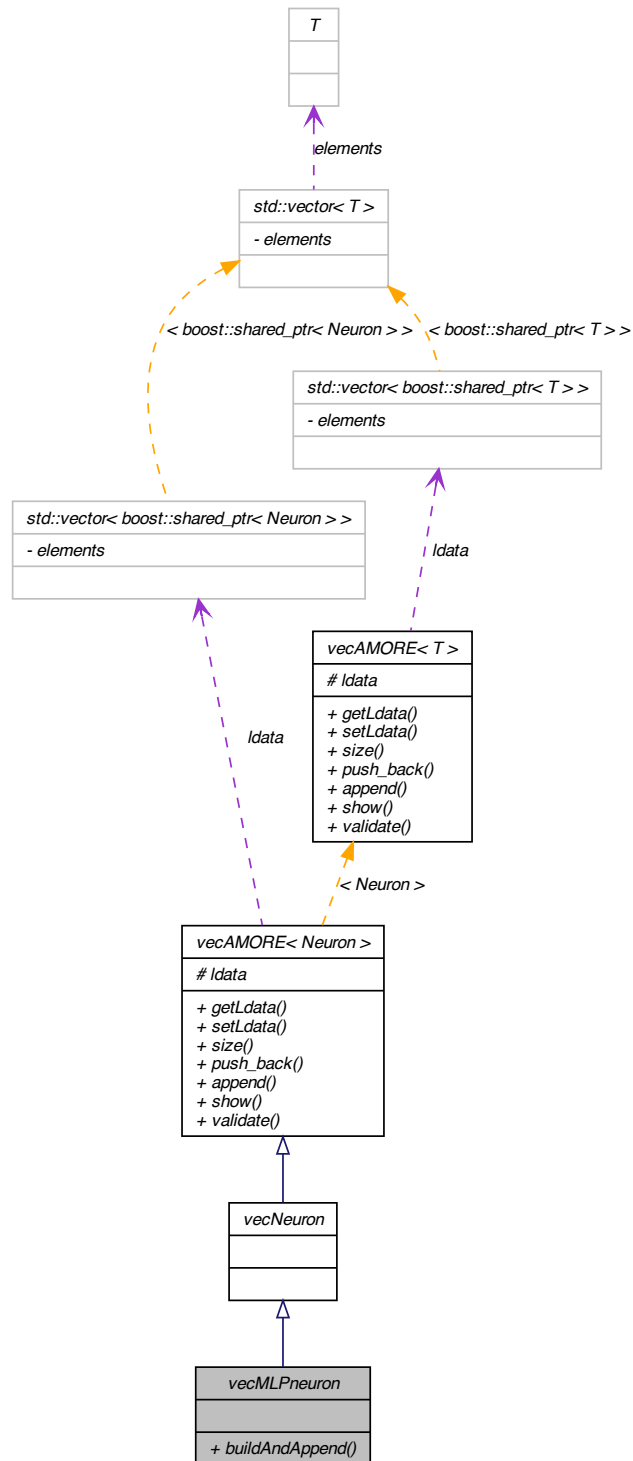 T
elements
std::vector< T >
- elements
< boost::shared_ptr< Neuron > >
< boost::shared_ptr< T > >
std::vector< boost::shared_ptr< T > >
- elements
std::vector< boost::shared_ptr< Neuron > >
- elements
ldata
vecAMORE< T >
# ldata
+ getLdata()
+ setLdata()
+ size()
+ push_back()
+ append()
+ show()
+ validate()
ldata
< Neuron >
vecAMORE< Neuron >
# ldata
+ getLdata()
+ setLdata()
+ size()
+ push_back()
+ append()
+ show()
+ validate()
vecNeuron
vecMLPneuron
+ buildAndAppend()